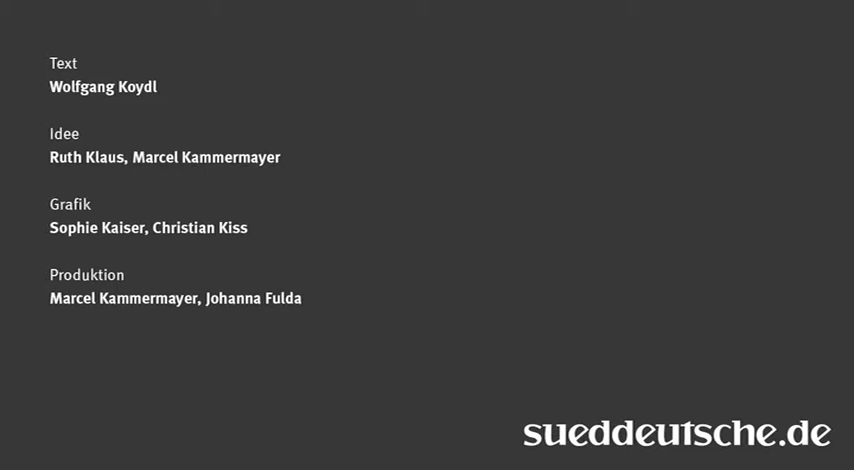 Text
Wolfgang Koydl
Idee
Ruth Klaus, Marcel Kammermayer
Grafik
Sophie Kaiser, Christian Kiss
Produktion
Marcel Kammermayer, Johanna Fulda
sueddeutsche.de